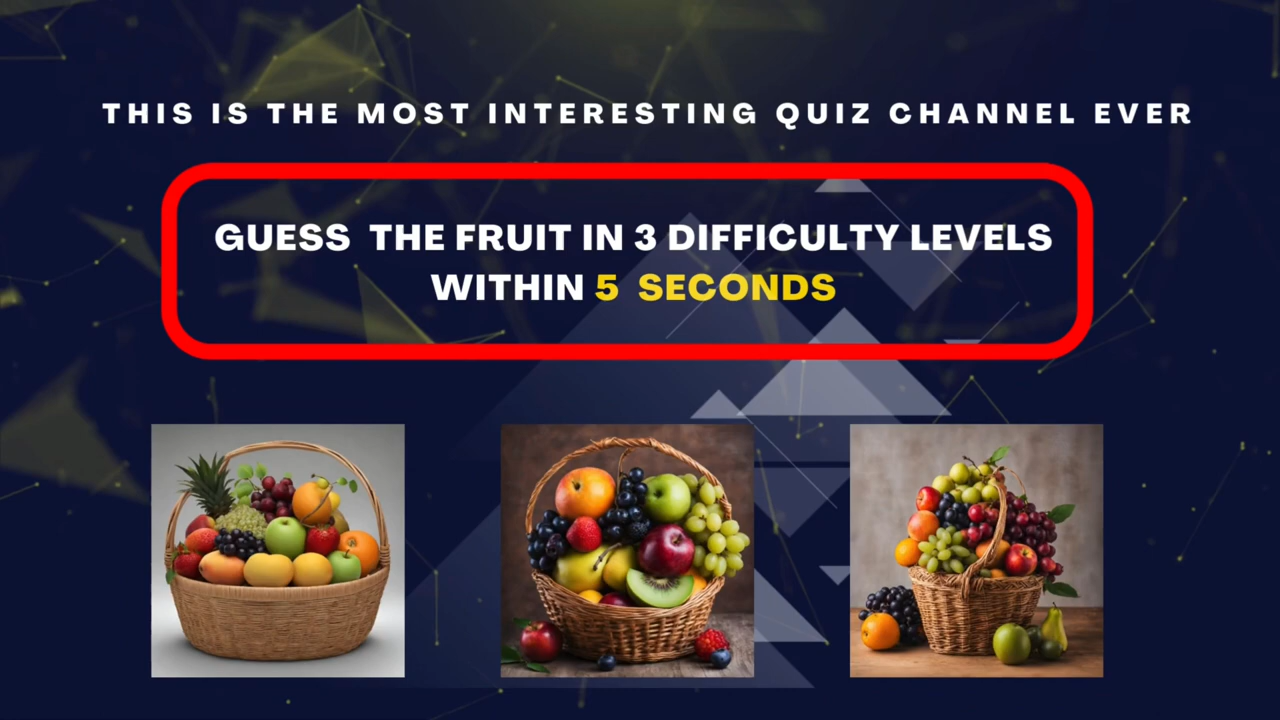 THIS IS THE MOST INTERESTING QUIZ CHANNEL EVER
GUESS THE FRUIT IN 3 DIFFICULTY LEVELS
WITHIN 5 SECONDS